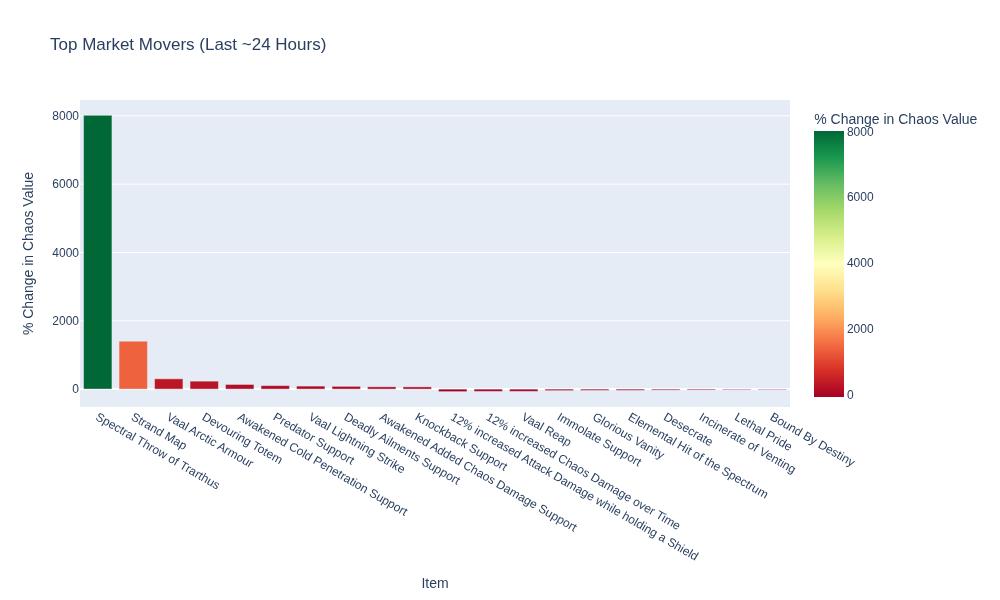 Top Market Movers (Last ~24 Hours)
% Change in Chaos Value
8000
6000
4000
2000
0
% Change in Chaos Value
8000
6000
4000
2000
0
Spectral Throw of Trarthus
Strand Map
Vaal Arctic Armour
Devouring Totem
Awakened Cold Penetration Support
Predator Support
Vaal Lightning Strike
Deadly Ailments Support
Awakened Added Chaos Damage Support
Knockback Support
12% increased Attack Damage while holding a Shield
12% increased Chaos Damage over Time
Vaal Reap
Immolate Support
Glorious Vanity
Elemental Hit of the Spectrum
Desecrate
Incinerate of Venting
Lethal Pride
Bound By Destiny
Item